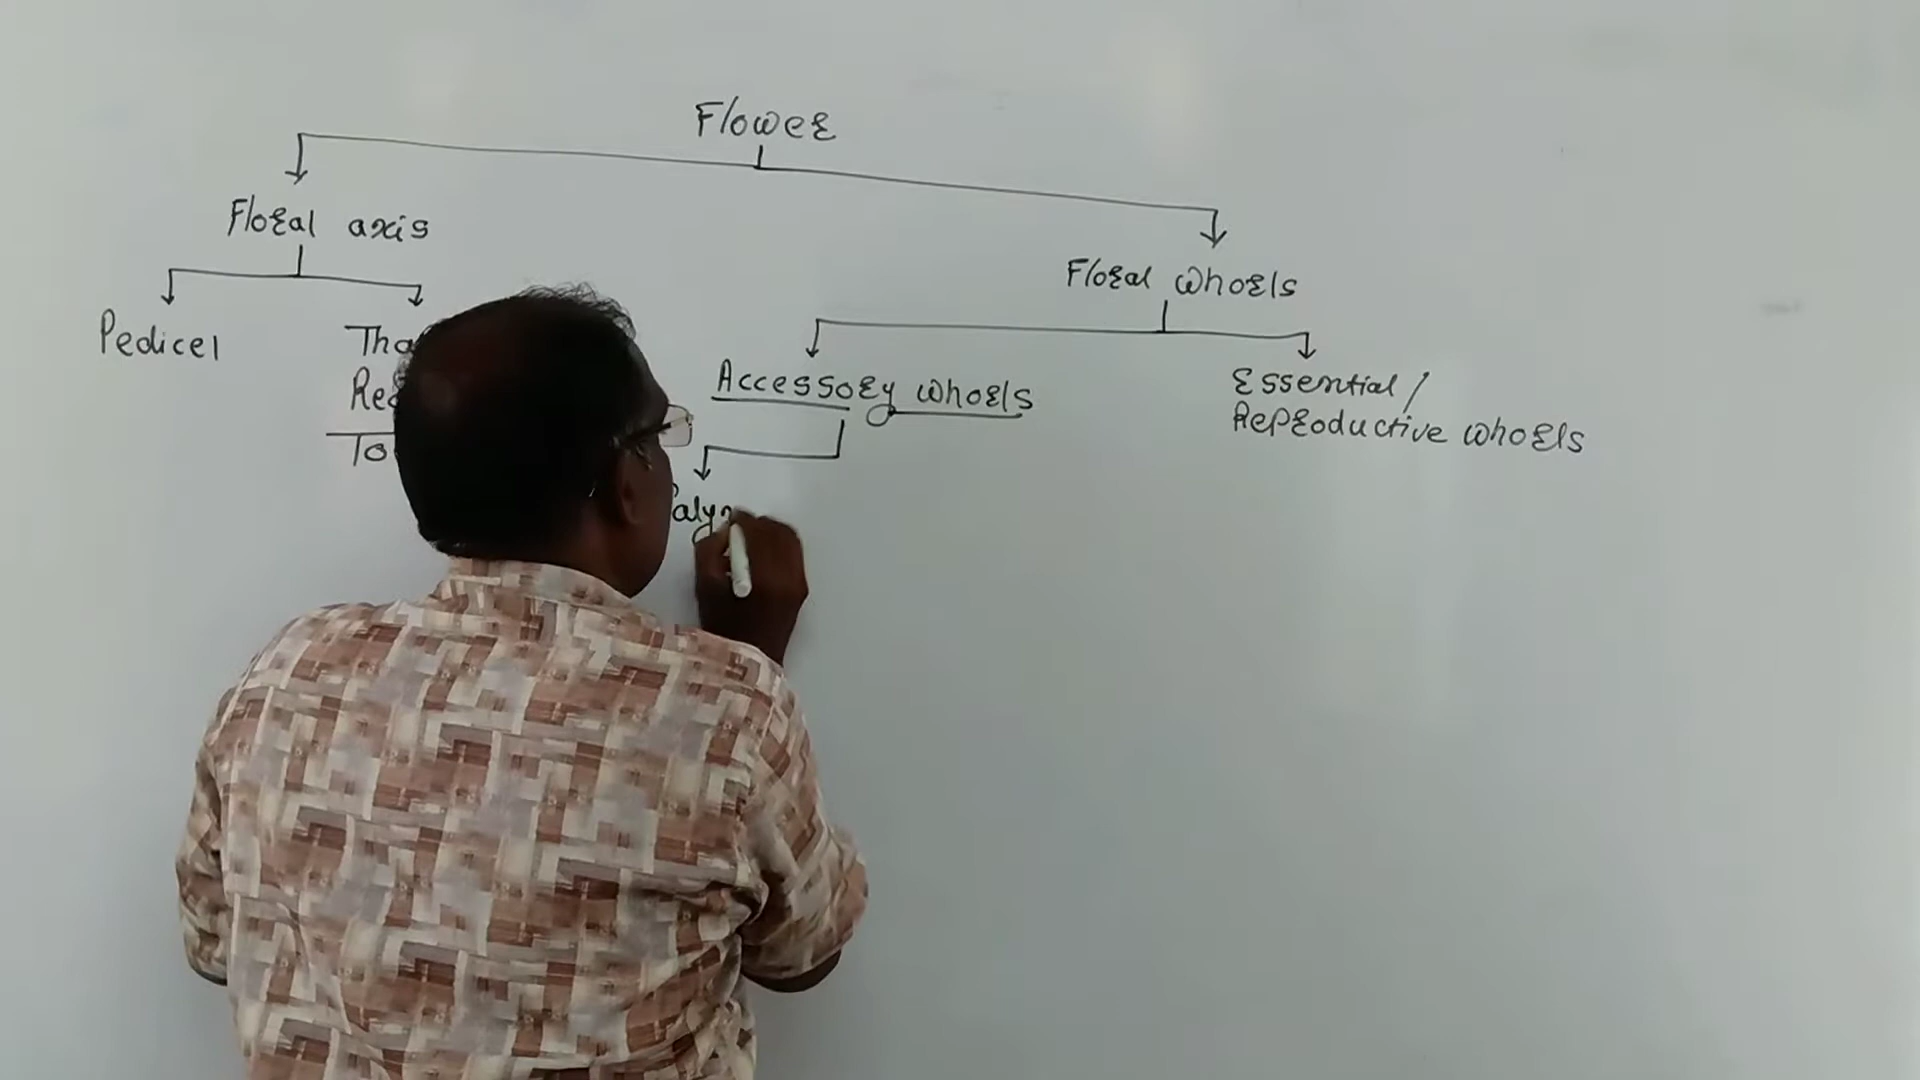 Flower
Floral axis
Floral whorls
Pedicel
Accessory whorls
Essential /
Reproductive whorls